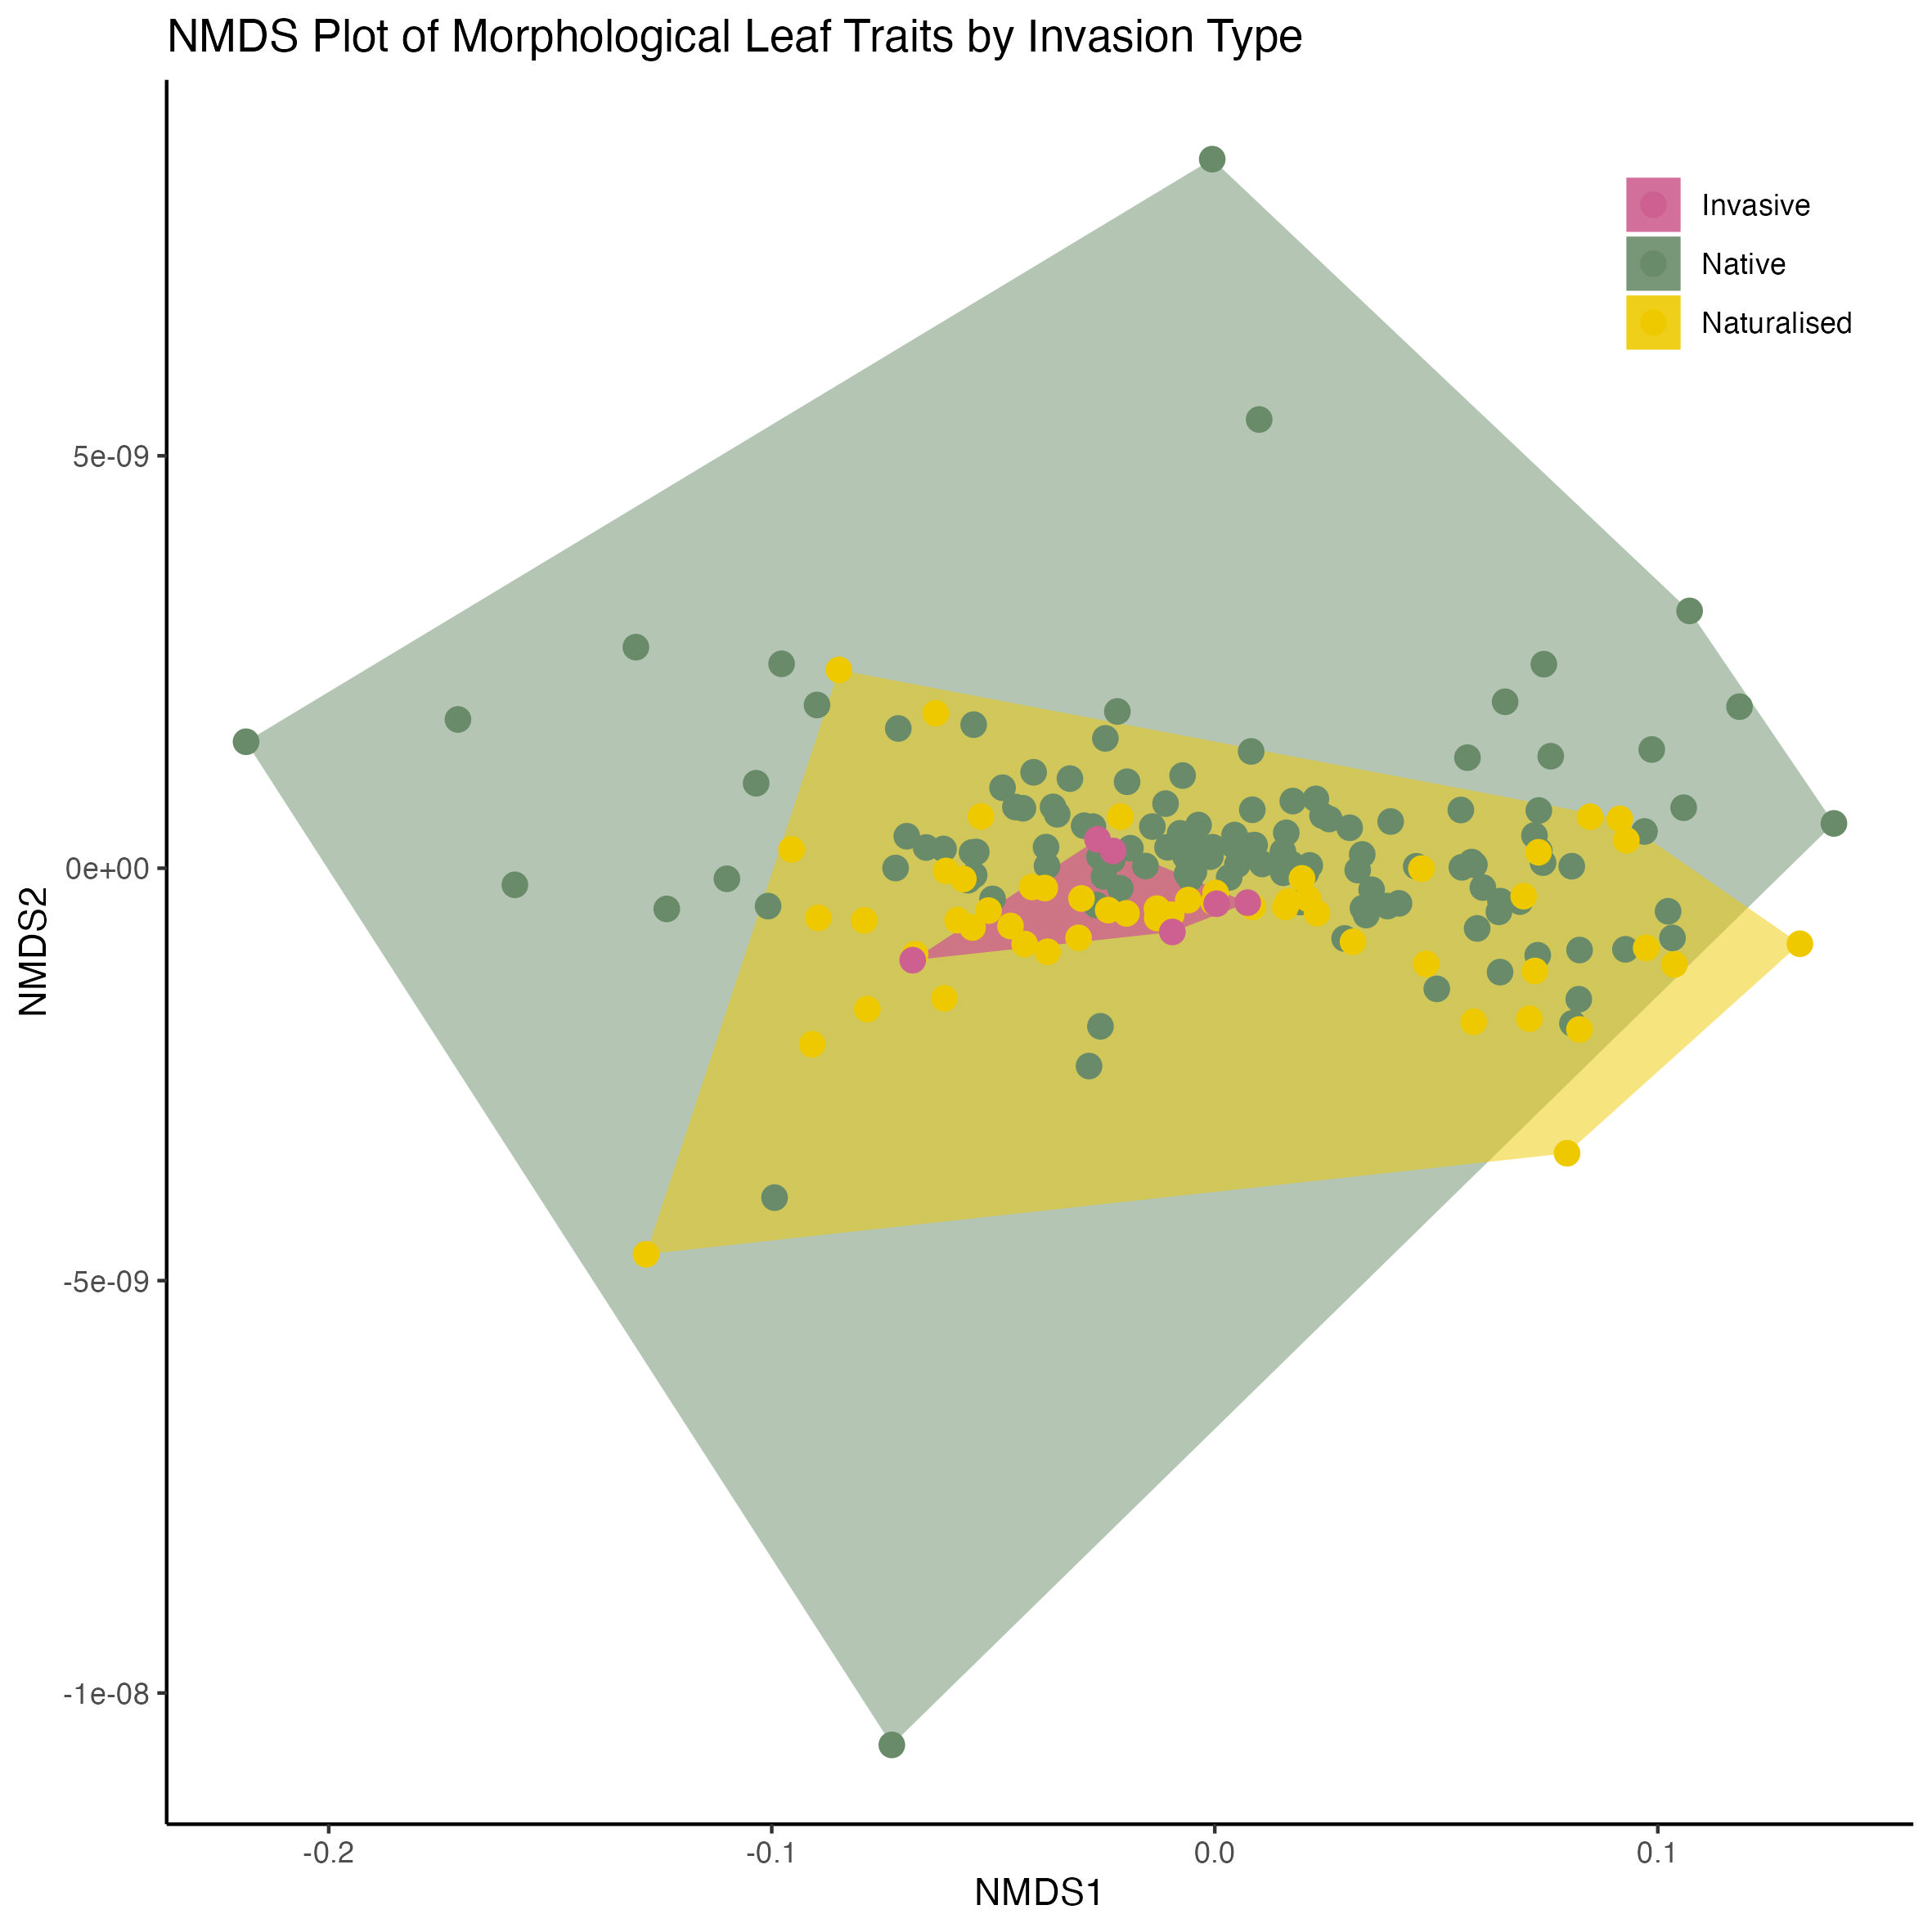 NMDS Plot of Morphological Leaf Traits by Invasion Type
Invasive
Native
Naturalised
5e-09
0e+00
-5e-09
-1e-08
NMDS2
-0.2
-0.1
0.0
0.1
NMDS1